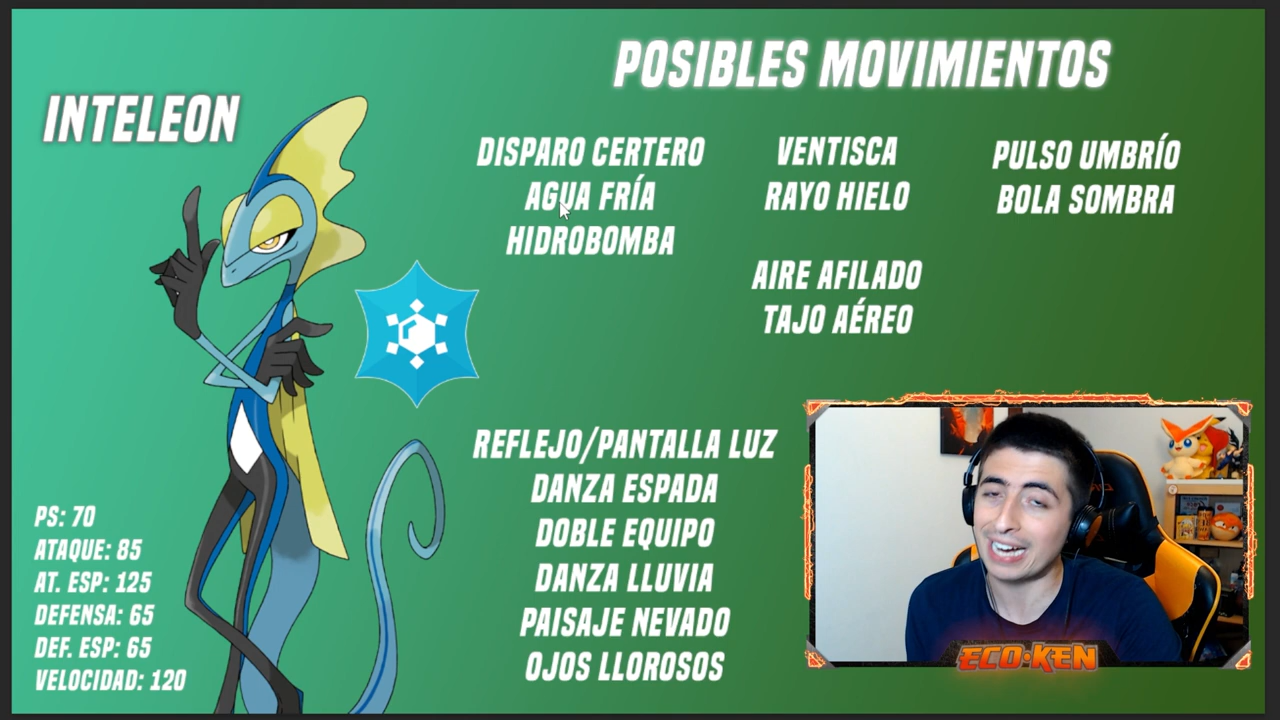 POSIBLES MOVIMIENTOS
INTELEON
DISPARO CERTERO
AGUA FRÍA
HIDROBOMBA
VENTISCA
RAYO HIELO
PULSO UMBRÍO
BOLA SOMBRA
AIRE AFILADO
TAJO AÉREO
REFLEJO/PANTALLA LUZ
DANZA ESPADA
DOBLE EQUIPO
DANZA LLUVIA
PAISAJE NEVADO
OJOS LLOROSOS
PS: 70
ATAQUE: 85
AT. ESP: 125
DEFENSA: 65
DEF. ESP: 65
VELOCIDAD: 120
ECO·KEN